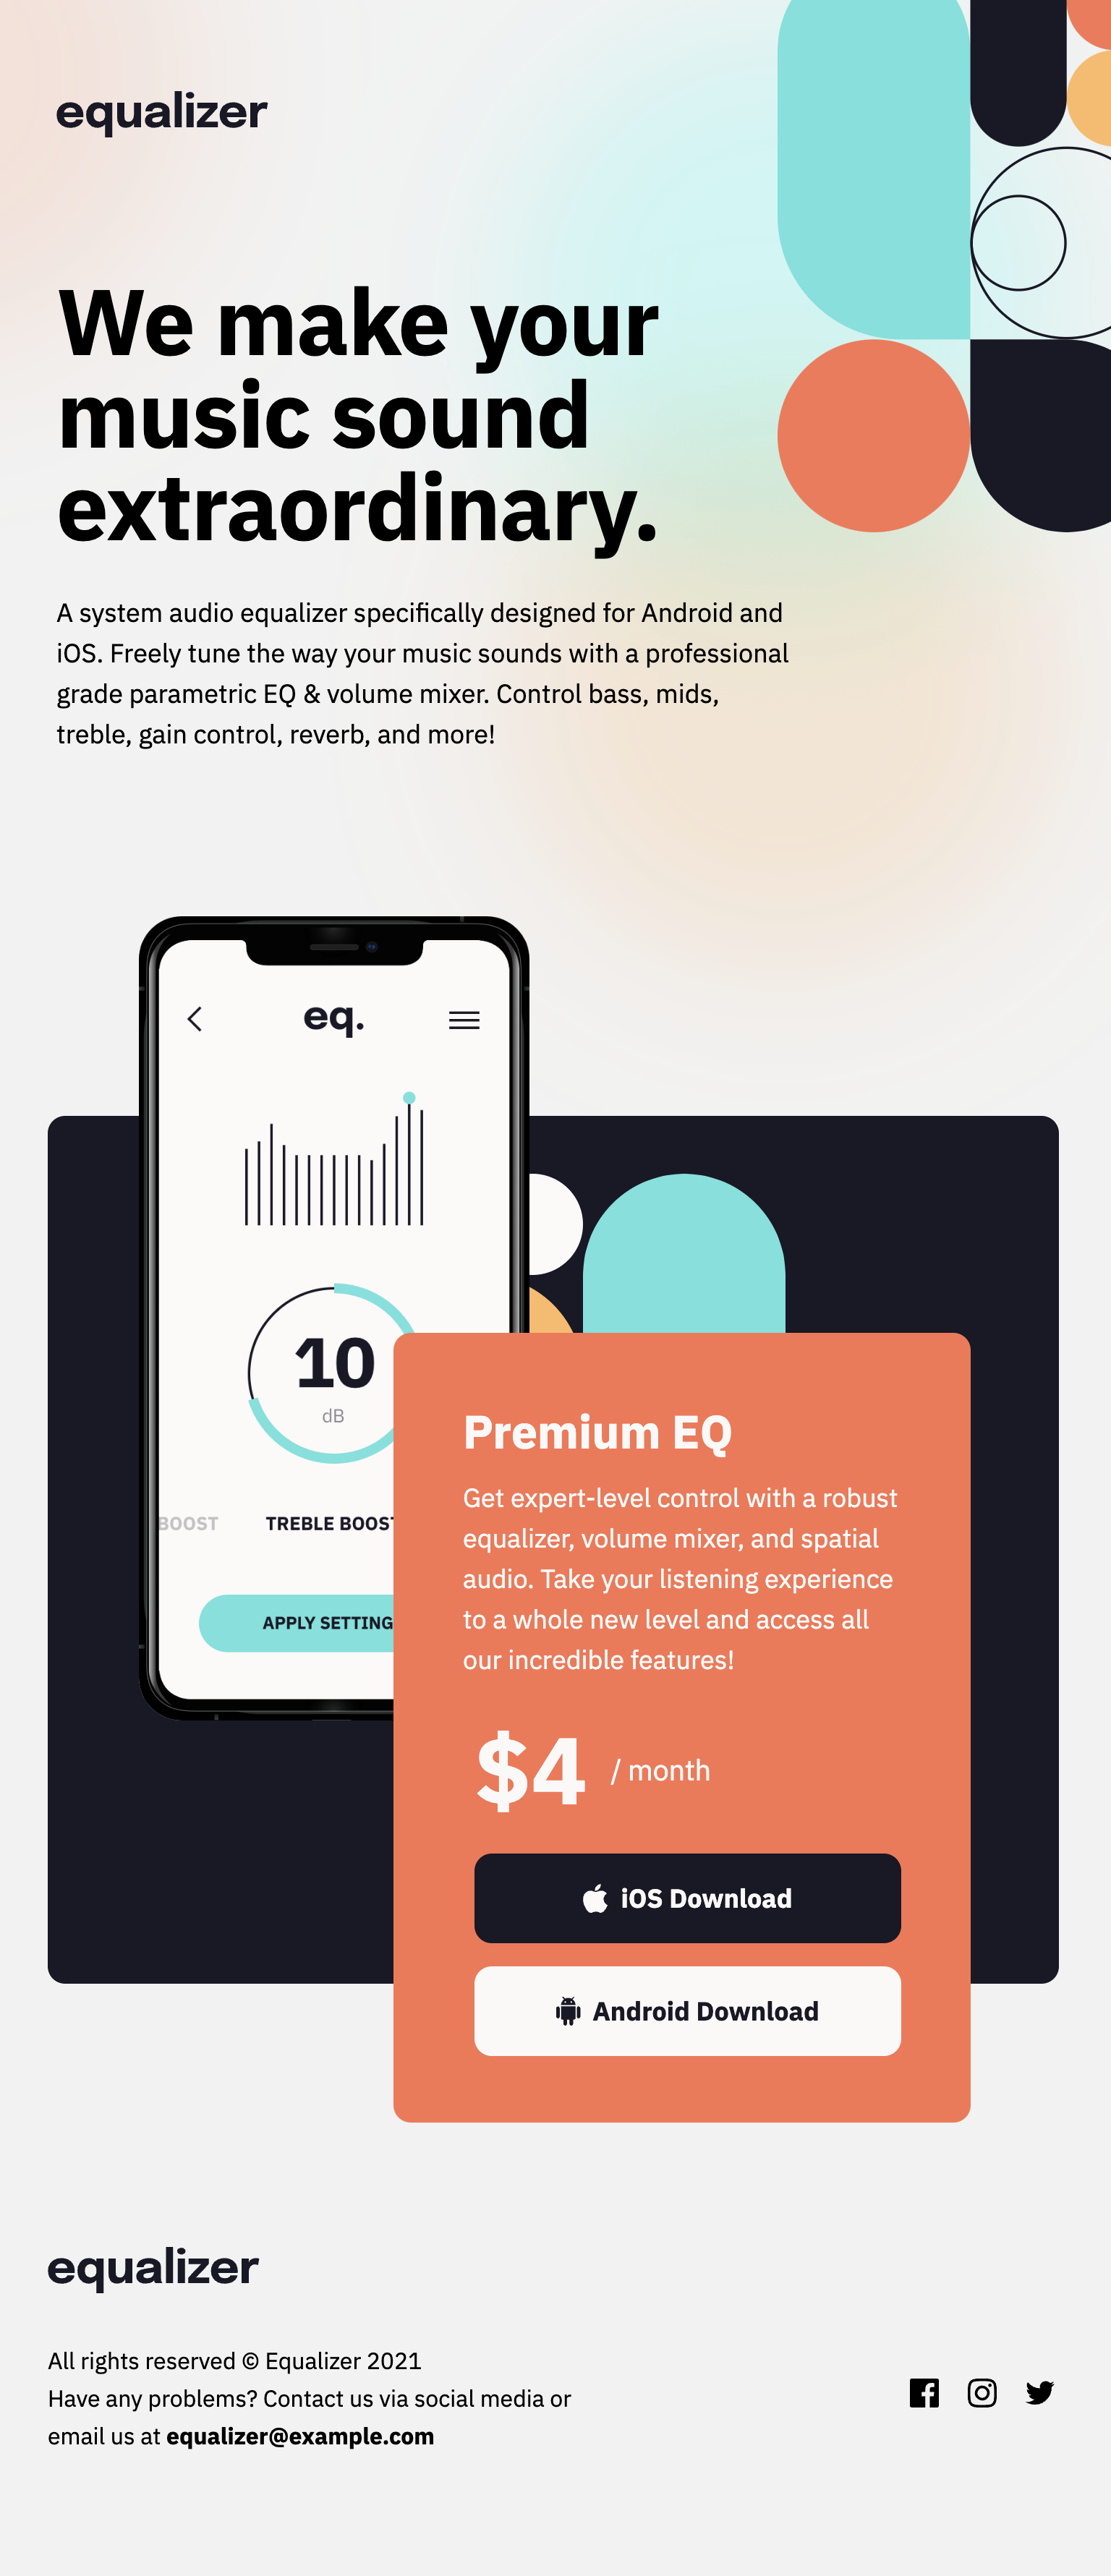 equalizer
We make your
music sound
extraordinary.
A system audio equalizer specifically designed for Android and
iOS. Freely tune the way your music sounds with a professional
grade parametric EQ & volume mixer. Control bass, mids,
treble, gain control, reverb, and more!
eq.
10
dB
BOOST TREBLE BOOST
APPLY SETTING
Premium EQ
Get expert-level control with a robust
equalizer, volume mixer, and spatial
audio. Take your listening experience
to a whole new level and access all
our incredible features!
$4 / month
iOS Download
Android Download
equalizer
All rights reserved © Equalizer 2021
Have any problems? Contact us via social media or
email us at equalizer@example.com